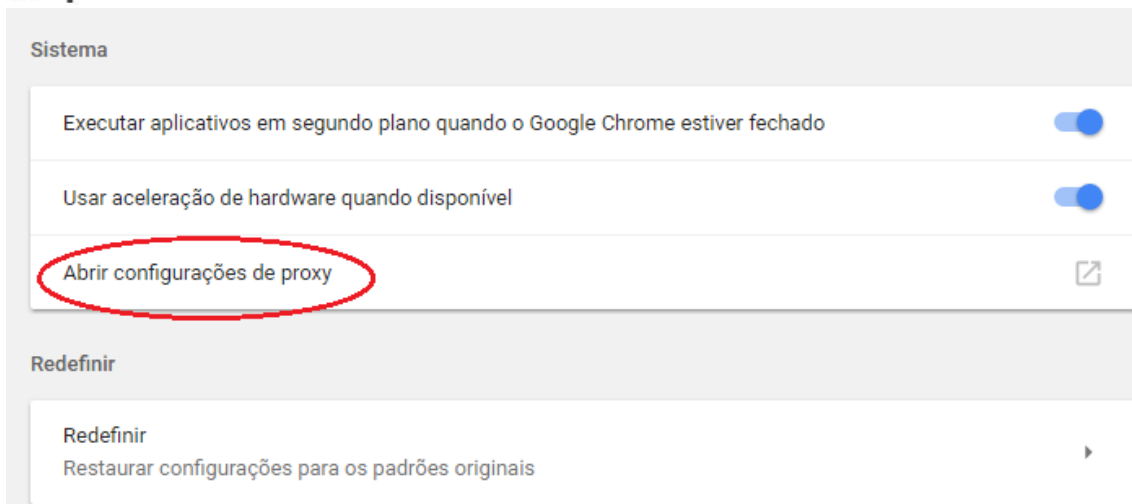 Sistema
Executar aplicativos em segundo plano quando o Google Chrome estiver fechado
Usar aceleração de hardware quando disponível
Abrir configurações de proxy
Redefinir
Redefinir
Restaurar configurações para os padrões originais